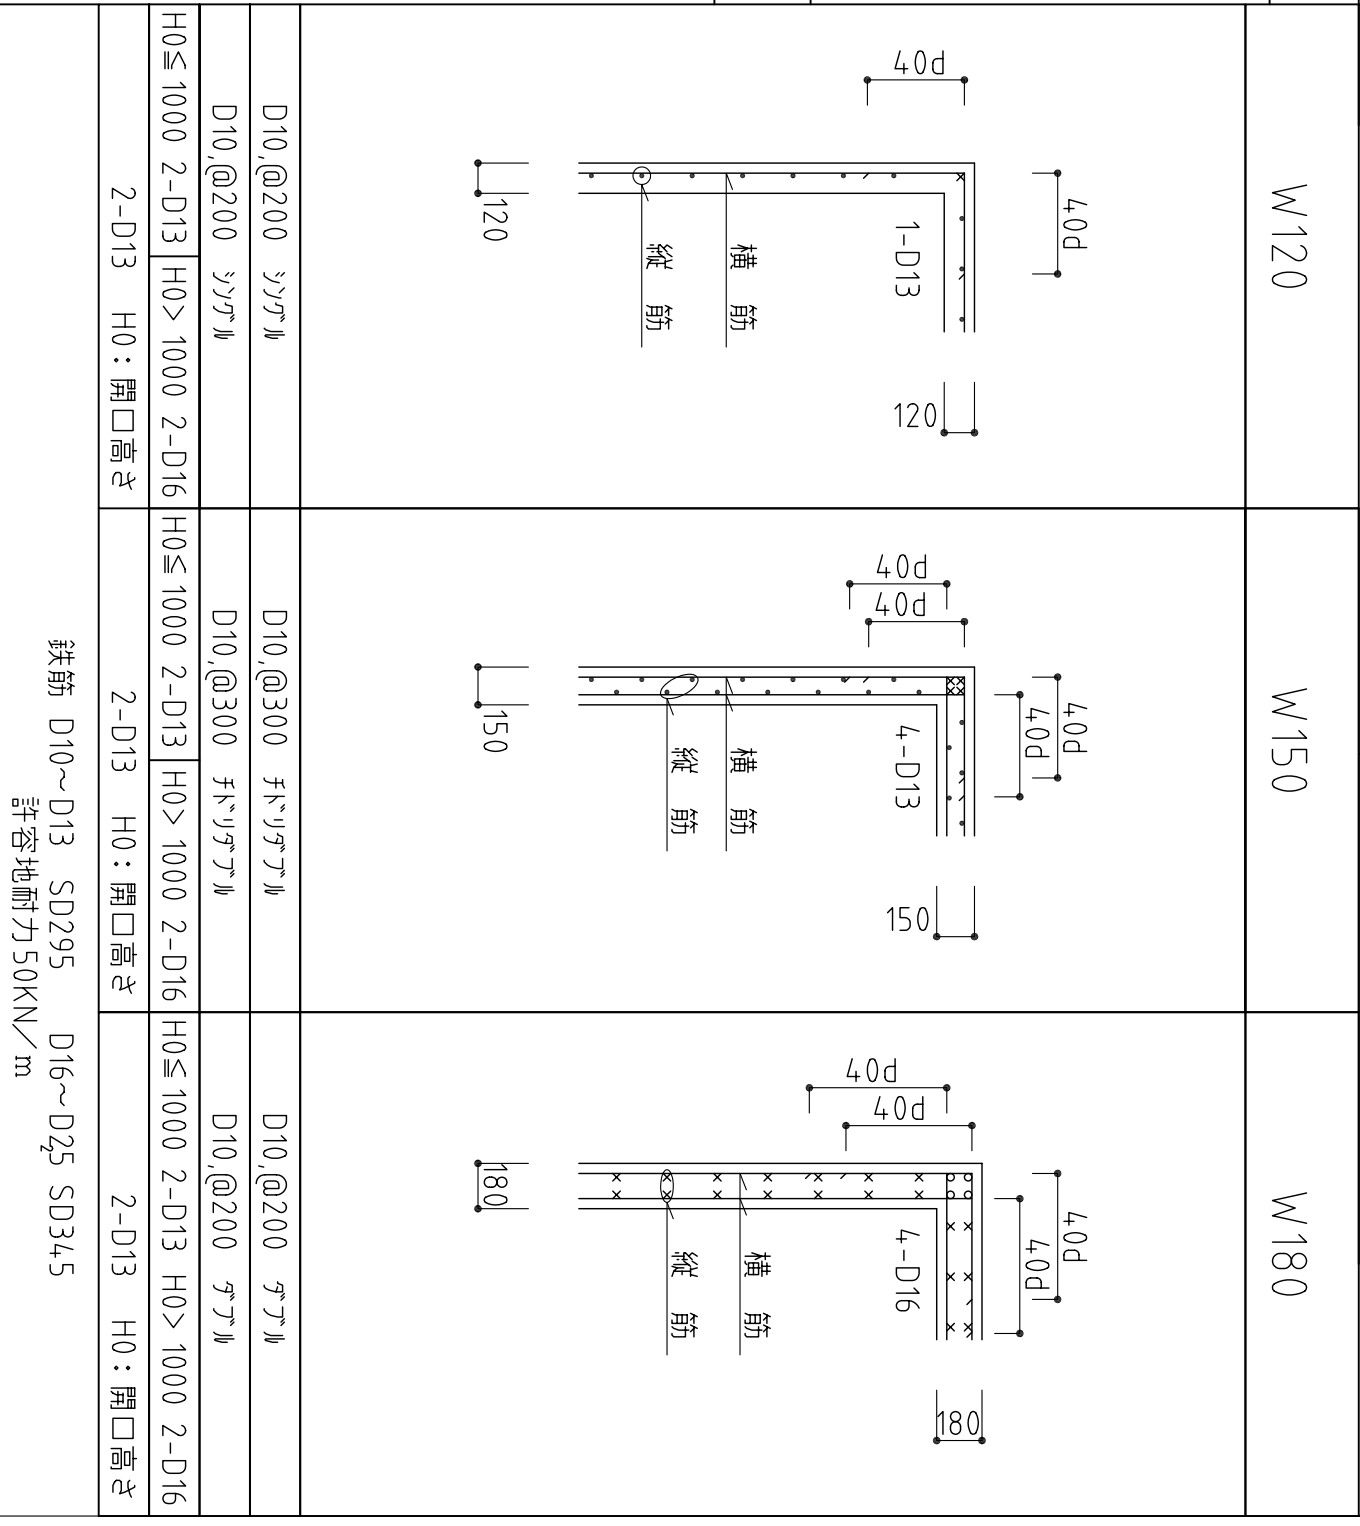 W120
40d
40d
1-D13
横 筋
縦 筋
120
120
D10,@200 シングル
D10,@200 シングル
H0≦1000 2-D13
H0>1000 2-D16
2-D13 H0:開口高さ
W150
40d
40d
40d
40d
4-D13
横 筋
縦 筋
150
150
D10,@300 チドリダブル
D10,@300 チドリダブル
H0≦1000 2-D13
H0>1000 2-D16
2-D13 H0:開口高さ
W180
40d
40d
40d
40d
4-D16
横 筋
縦 筋
180
180
D10,@200 ダブル
D10,@200 ダブル
H0≦1000 2-D13 H0>1000 2-D16
2-D13 H0:開口高さ
鉄筋 D10~D13 SD295 D16~D25 SD345
許容地耐力50KN/m2